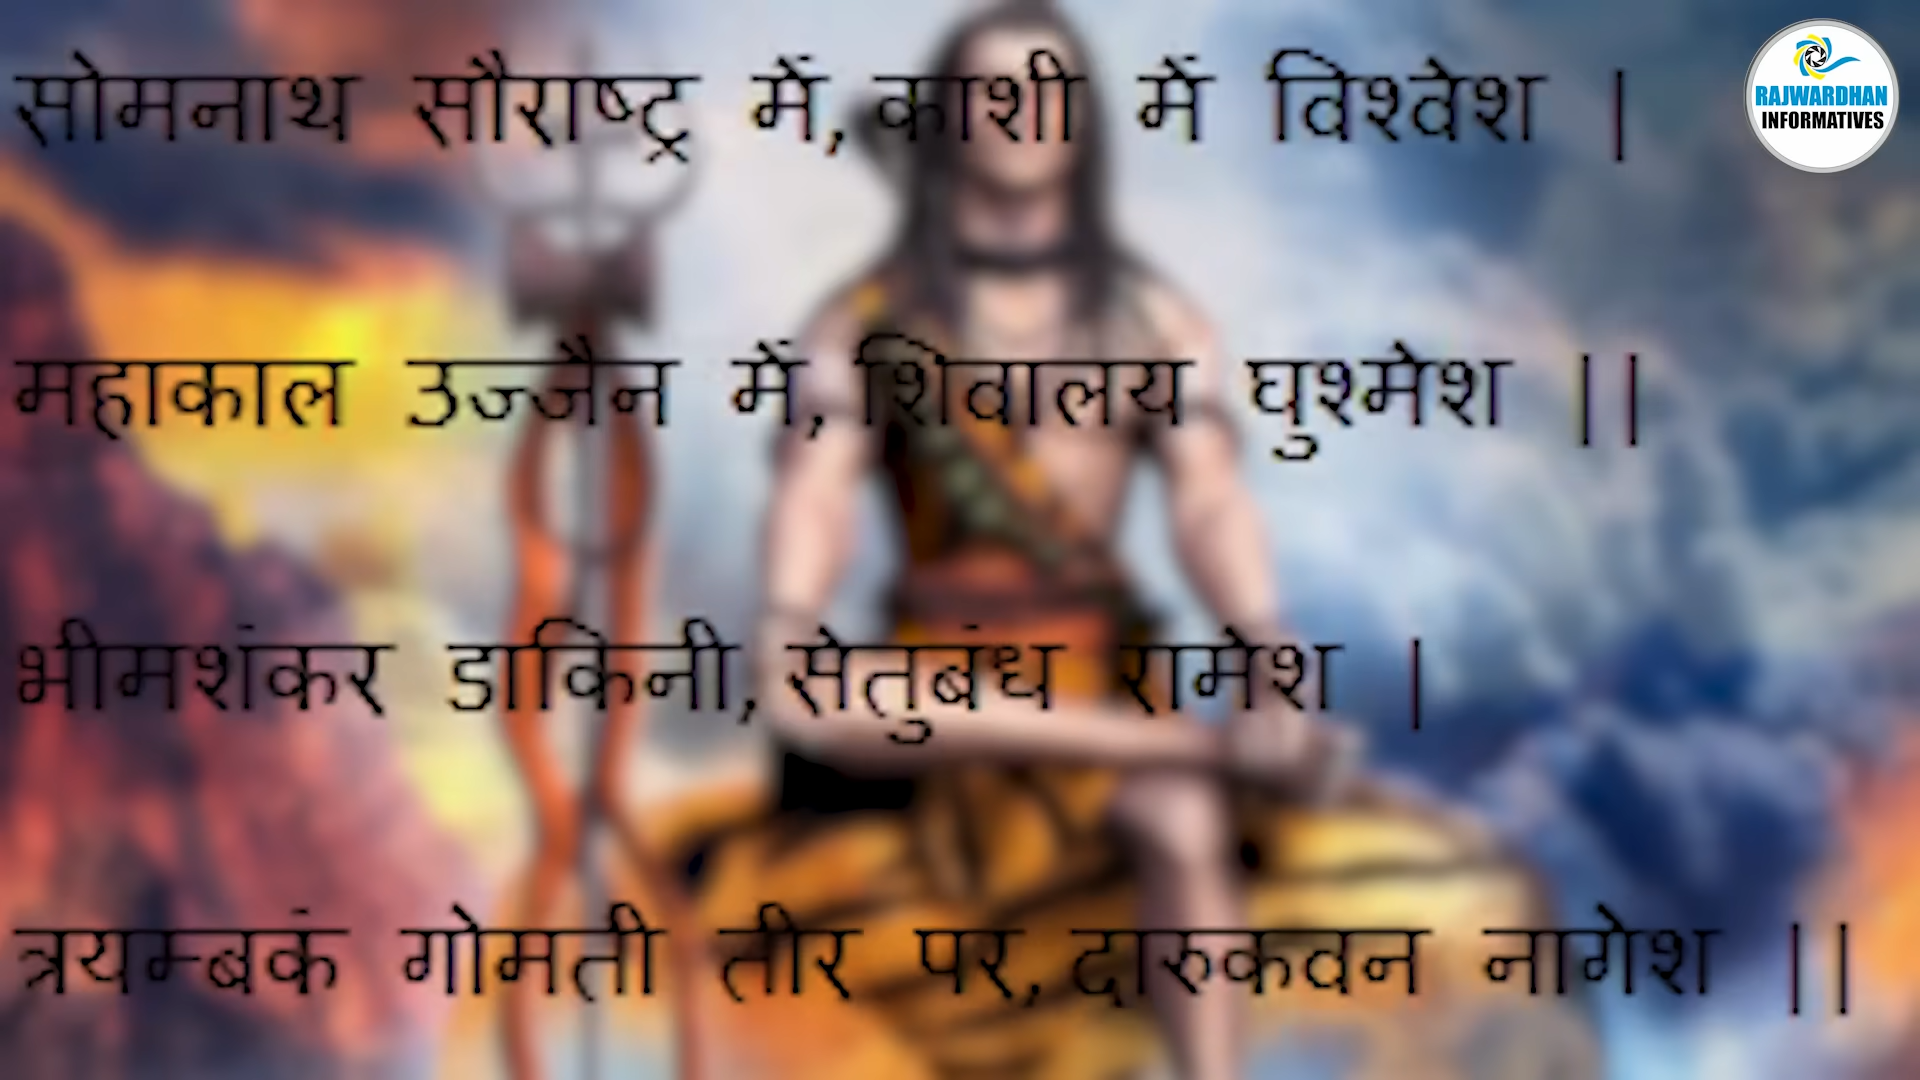 सोमनाथ सौराष्ट्र में, काशी में विश्वेश |
RAJWARDHAN
INFORMATIVES
महाकाल उज्जैन में, शिवालय घुश्मेश ||
भीमशंकर डाकिनी, सेतुबंध रामेश |
त्रयम्बकं गोमती तीर पर, दारुकवन नागेश ||